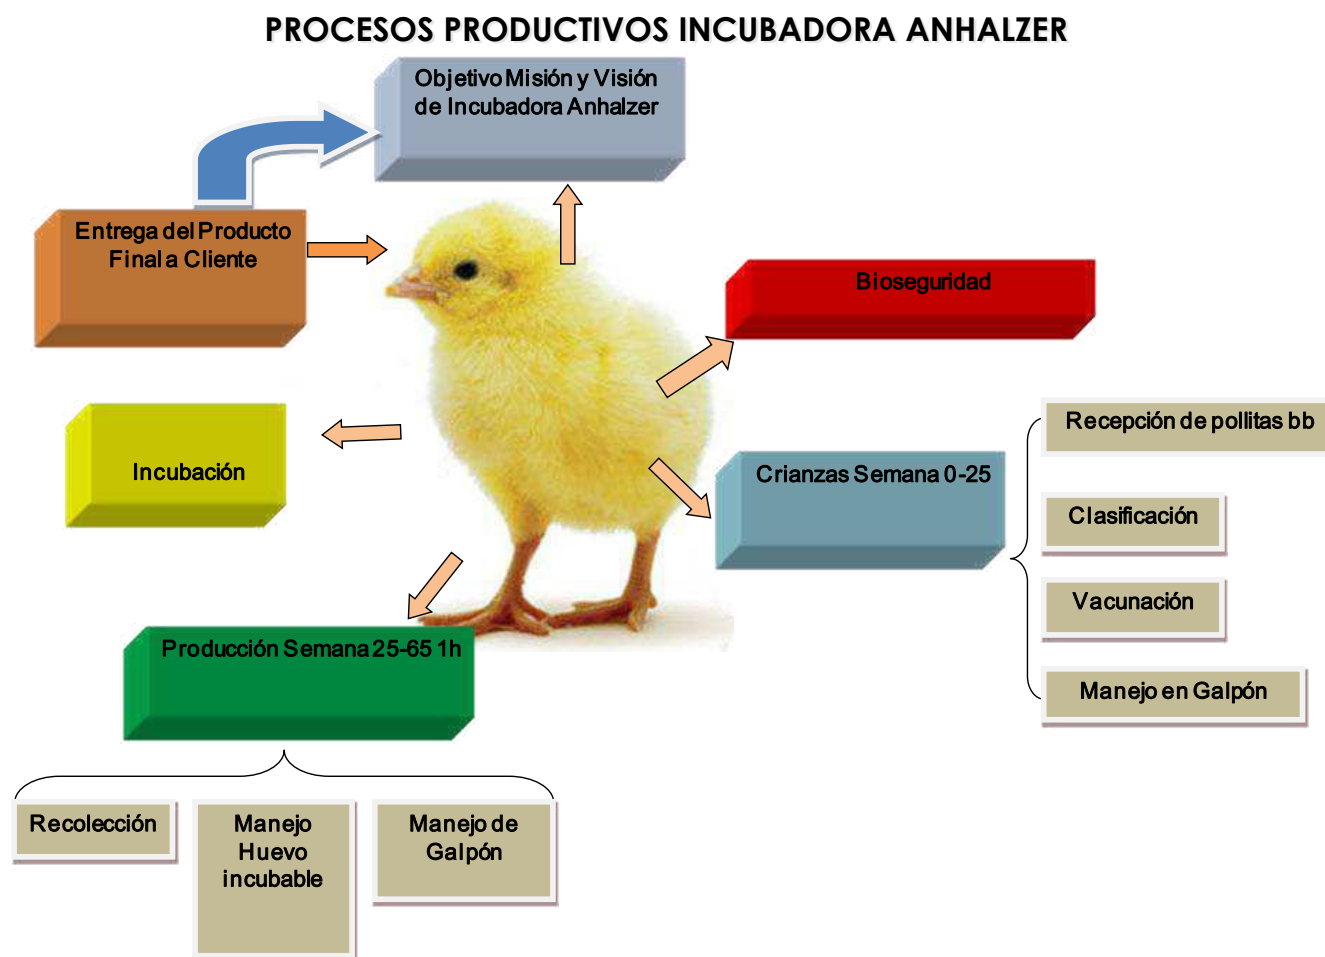 PROCESOS PRODUCTIVOS INCUBADORA ANHALZER
Objetivo Misión y Visión
de Incubadora Anhalzer
Entrega del Producto
Final a Cliente
Bioseguridad
Incubación
Crianzas Semana 0-25
Recepción de pollitas bb
Clasificación
Vacunación
Manejo en Galpón
Producción Semana 25-65 1h
Recolección
Manejo
Huevo
incubable
Manejo de
Galpón